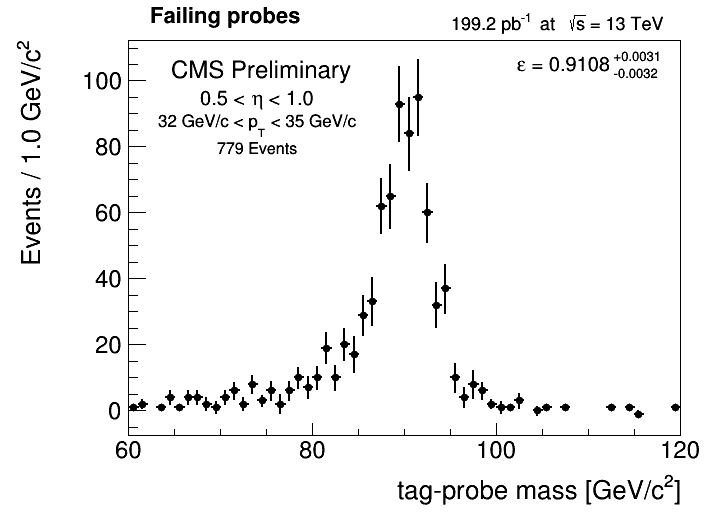 Failing probes
199.2 pb⁻¹ at √s = 13 TeV
CMS Preliminary
0.5 < η < 1.0
32 GeV/c < p_T < 35 GeV/c
779 Events
ε = 0.9108 +0.0031 -0.0032
Events / 1.0 GeV/c²
100
80
60
40
20
0
60 80 100 120
tag-probe mass [GeV/c²]